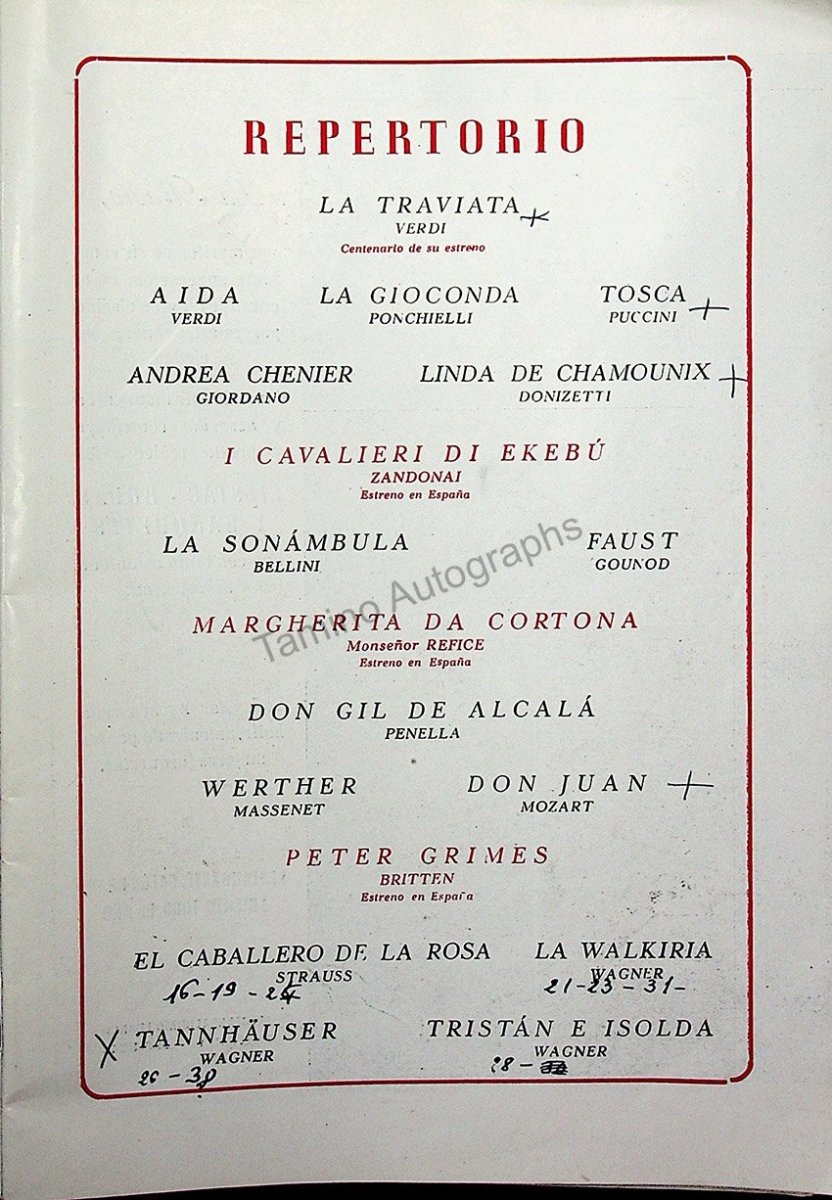 REPERTORIO
LA TRAVIATA +
VERDI
Centenario de su estreno
AIDA LA GIOCONDA TOSCA +
VERDI PONCHIELLI PUCCINI
ANDREA CHENIER LINDA DE CHAMOUNIX +
GIORDANO DONIZETTI
I CAVALIERI DI EKEBÚ
ZANDONAI
Estreno en España
LA SONÁMBULA FAUST
BELLINI GOUNOD
Tamino Autographs
MARGHERITA DA CORTONA
Monseñor REFICE
Estreno en España
DON GIL DE ALCALÁ
PENELLA
WERTHER DON JUAN +
MASSENET MOZART
PETER GRIMES
BRITTEN
Estreno en España
EL CABALLERO DE LA ROSA LA WALKIRIA
STRAUSS WAGNER
16-19-24 21-23-31-
X TANNHÄUSER TRISTÁN E ISOLDA
WAGNER WAGNER
26 - 28 -